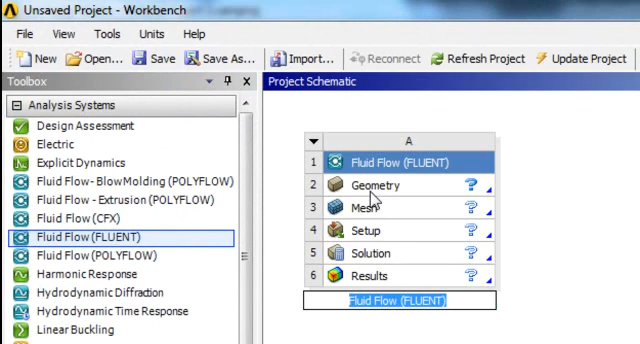 Unsaved Project - Workbench
File View Tools Units Help
New Open... Save Save As... Import... Reconnect Refresh Project Update Project
Toolbox
Project Schematic
Analysis Systems
Design Assessment
Electric
Explicit Dynamics
Fluid Flow- BlowMolding (POLYFLOW)
Fluid Flow - Extrusion (POLYFLOW)
Fluid Flow (CFX)
Fluid Flow (FLUENT)
Fluid Flow (POLYFLOW)
Harmonic Response
Hydrodynamic Diffraction
Hydrodynamic Time Response
Linear Buckling
A
1 Fluid Flow (FLUENT)
2 Geometry ?
3 Mesh ?
4 Setup ?
5 Solution ?
6 Results ?
Fluid Flow (FLUENT)